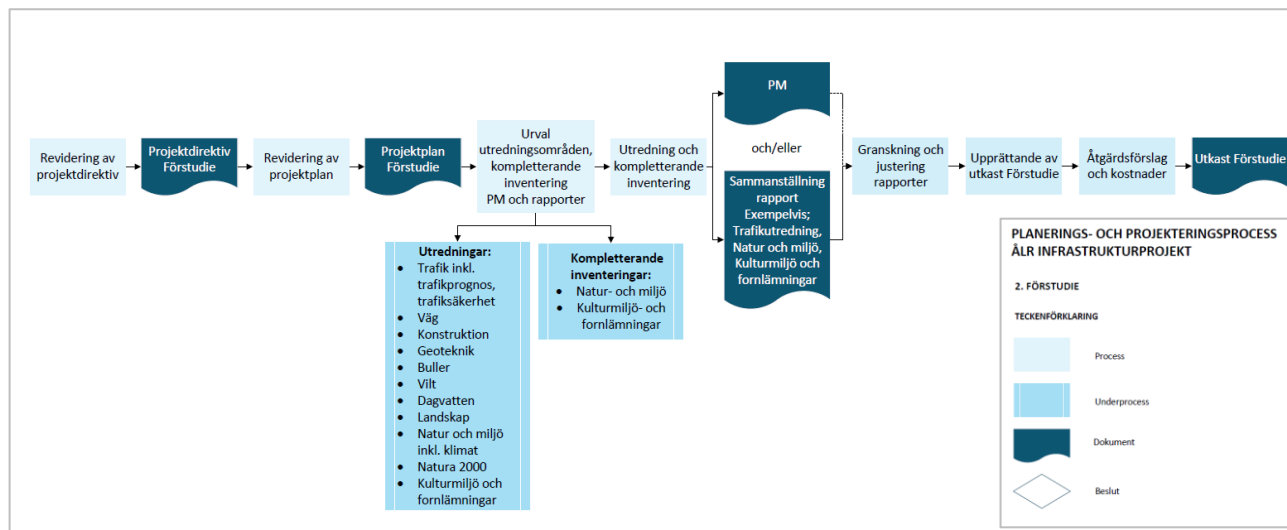 Revidering av
projektdirektiv
Projektdirektiv
Förstudie
Revidering av
projektplan
Projektplan
Förstudie
Urval
utredningsområden,
kompletterande
inventering
PM och rapporter
Utredning och
kompletterande
inventering
PM
och/eller
Sammanställning
rapport
Exempelvis;
Trafikutredning,
Natur och miljö,
Kulturmiljö och
fornlämningar
Granskning och
justering
rapporter
Upprättande av
utkast Förstudie
Åtgärdsförslag
och kostnader
Utkast Förstudie
Utredningar:
• Trafik inkl.
trafikprognos,
trafiksäkerhet
• Väg
• Konstruktion
• Geoteknik
• Buller
• Vilt
• Dagvatten
• Landskap
• Natur och miljö
inkl. klimat
• Natura 2000
• Kulturmiljö och
fornlämningar
Kompletterande
inventeringar:
• Natur- och miljö
• Kulturmiljö- och
fornlämningar
PLANERINGS- OCH PROJEKTERINGSPROCESS
ÅLR INFRASTRUKTURPROJEKT
2. FÖRSTUDIE
TECKENFÖRKLARING
Process
Underprocess
Dokument
Beslut